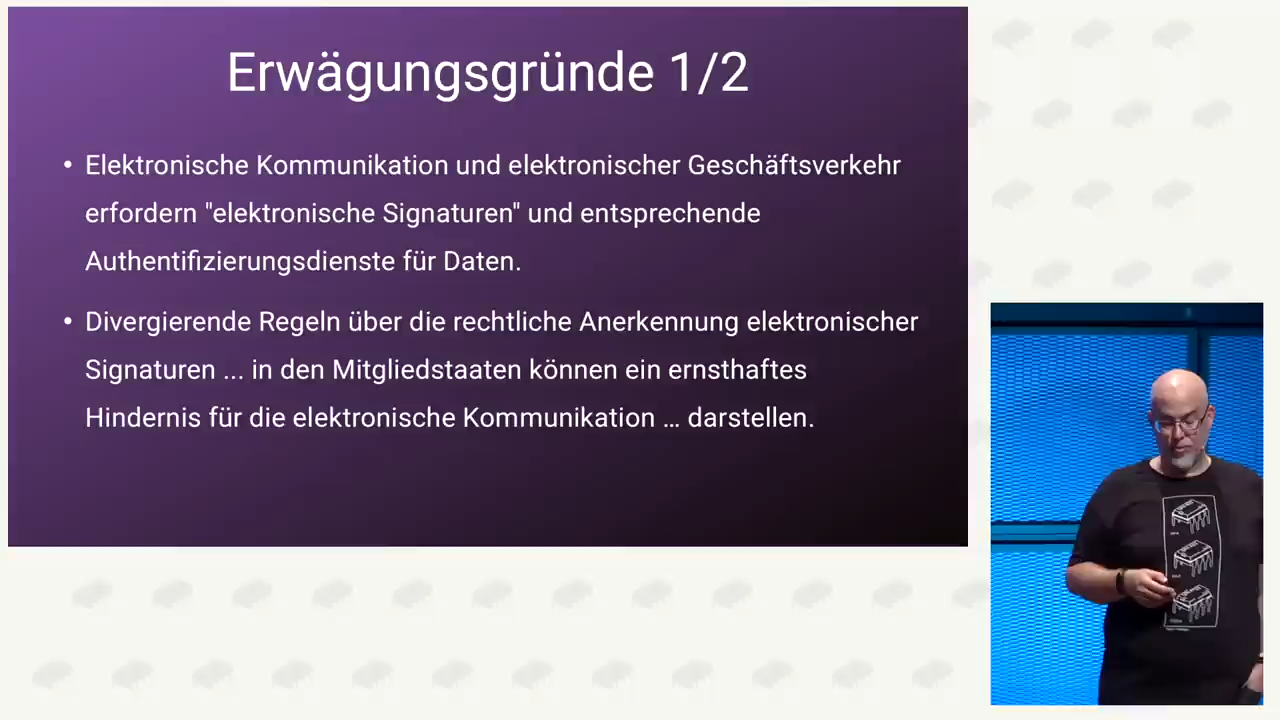 Erwägungsgründe 1/2
• Elektronische Kommunikation und elektronischer Geschäftsverkehr
erfordern "elektronische Signaturen" und entsprechende
Authentifizierungsdienste für Daten.
• Divergierende Regeln über die rechtliche Anerkennung elektronischer
Signaturen ... in den Mitgliedstaaten können ein ernsthaftes
Hindernis für die elektronische Kommunikation … darstellen.